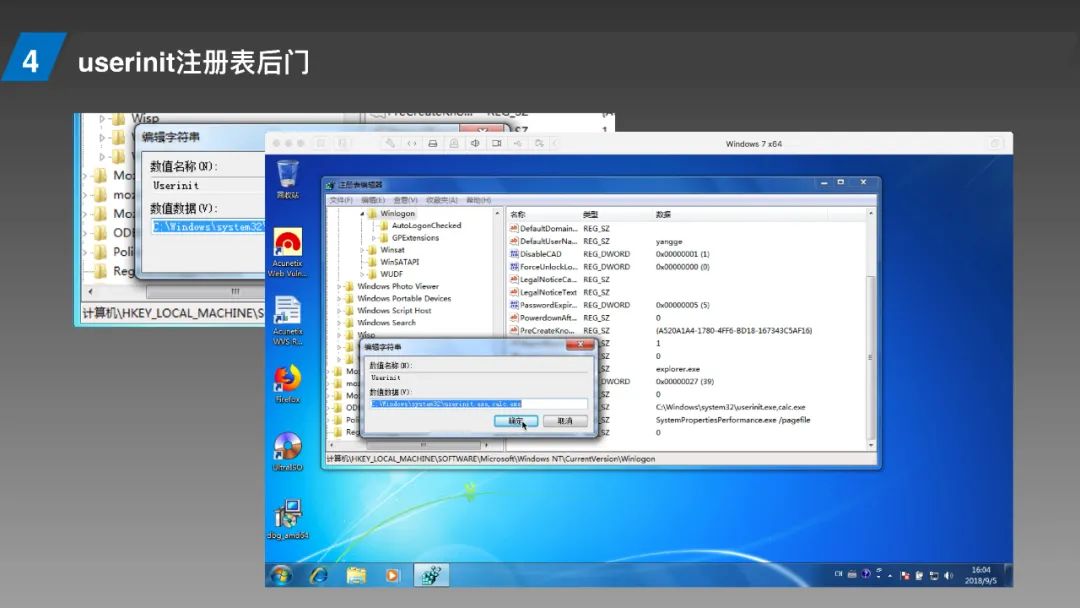 4
userinit注册表后门
Wisp
PreCreateKno... REG_SZ
编辑字符串
数值名称(N):
Userinit
数值数据(V):
C:\Windows\system32\
Moz
moz
Moz
ODB
Poli
Reg
计算机\HKEY_LOCAL_MACHINE\S
Windows 7 x64
回收站
Acunetix
Web Vuln...
Acunetix
WVS R...
Firefox
UltraISO
dbg_amd64
注册表编辑器
文件(F) 编辑(E) 查看(V) 收藏夹(A) 帮助(H)
Winlogon
AutoLogonChecked
GPExtensions
Winsat
WinSATAPI
WUDF
Windows Photo Viewer
Windows Portable Devices
Windows Script Host
Windows Search
Wisp
名称 类型 数据
DefaultDomain... REG_SZ
DefaultUserNa... REG_SZ yangge
DisableCAD REG_DWORD 0x00000001 (1)
ForceUnlockLo... REG_DWORD 0x00000000 (0)
LegalNoticeCa... REG_SZ
LegalNoticeText REG_SZ
PasswordExpir... REG_DWORD 0x00000005 (5)
PowerdownAft... REG_SZ 0
PreCreateKno... REG_SZ {A520A1A4-1780-4FF6-BD18-167343C5AF16}
SZ 1
SZ 0
SZ explorer.exe
DWORD 0x00000027 (39)
SZ 0
SZ C:\Windows\system32\userinit.exe,calc.exe
SZ SystemPropertiesPerformance.exe /pagefile
SZ 0
编辑字符串
数值名称(N):
Userinit
数值数据(V):
C:\Windows\system32\userinit.exe,calc.exe
确定 取消
计算机\HKEY_LOCAL_MACHINE\SOFTWARE\Microsoft\Windows NT\CurrentVersion\Winlogon
CH
16:04
2018/9/5